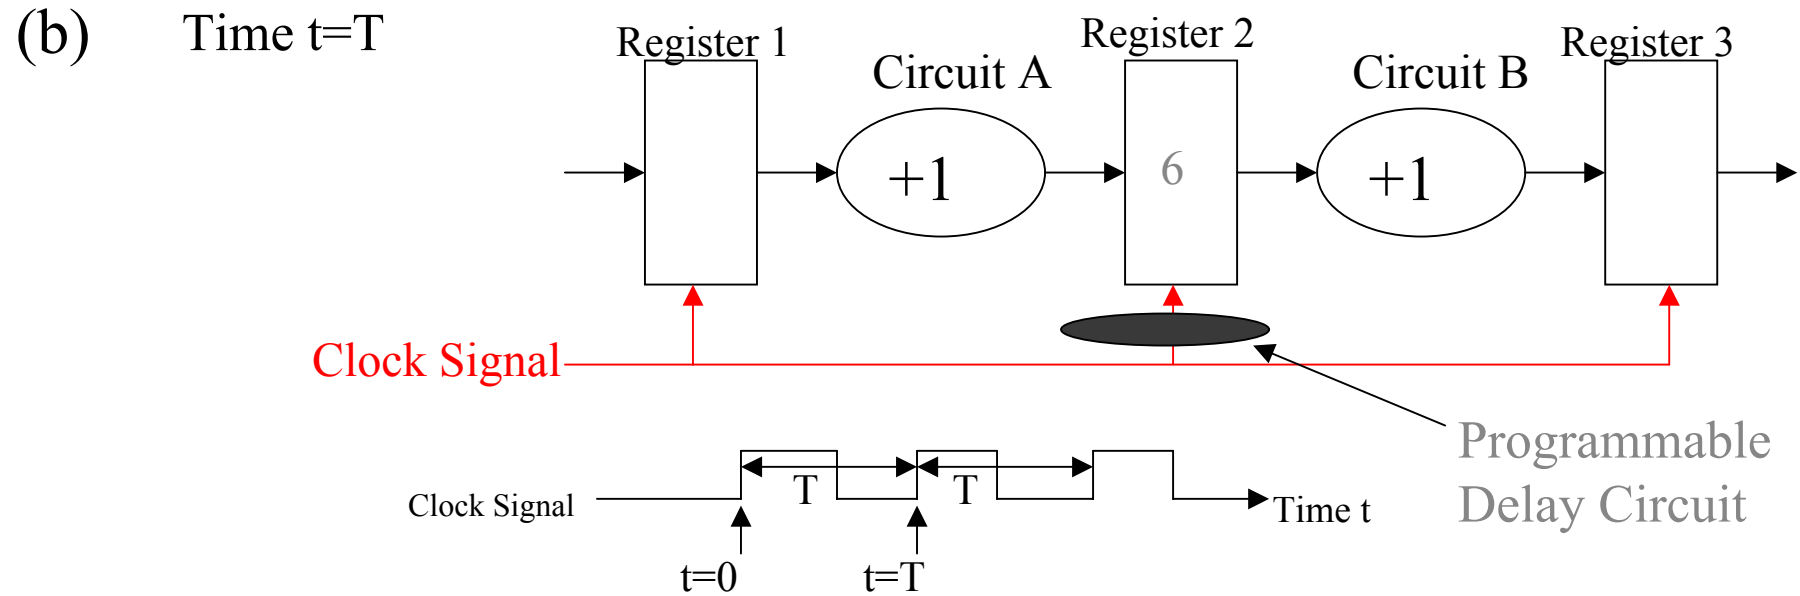 (b) Time t=T
Register 1
Register 2
Register 3
Circuit A
Circuit B
+1
6
+1
Clock Signal
Programmable
Delay Circuit
T
T
Clock Signal
Time t
t=0
t=T